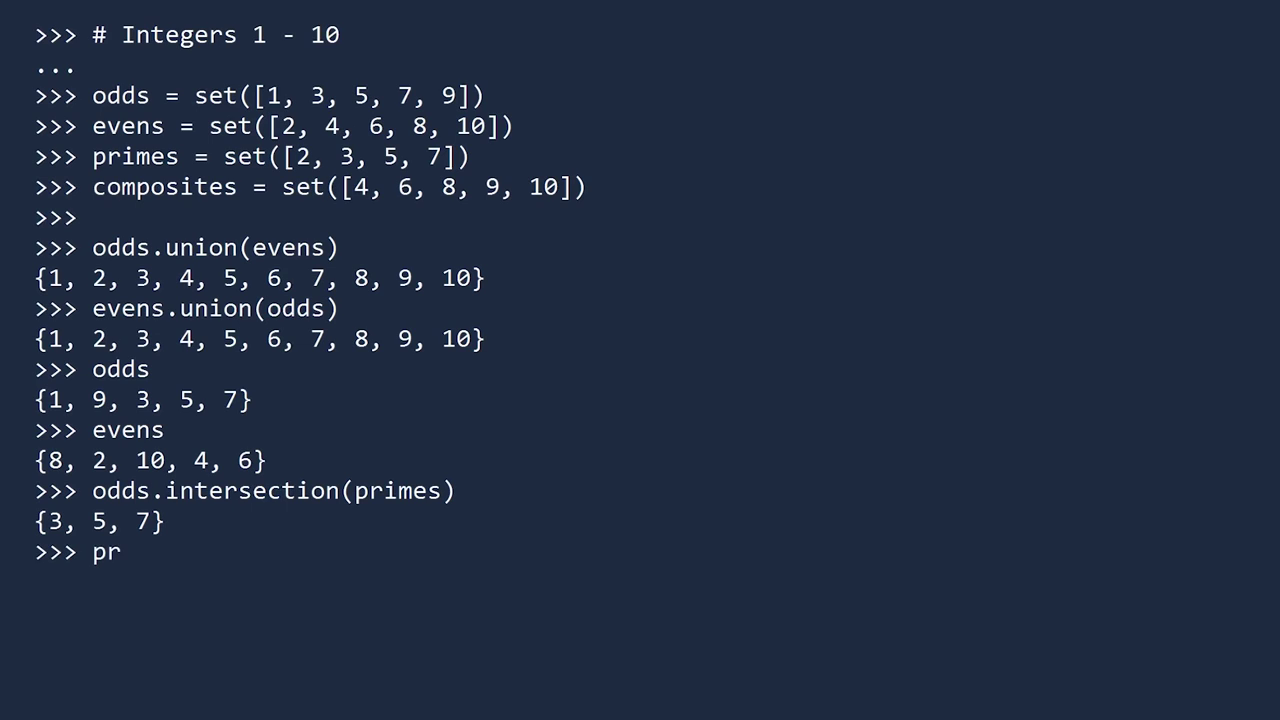 >>> # Integers 1 - 10
...
>>> odds = set([1, 3, 5, 7, 9])
>>> evens = set([2, 4, 6, 8, 10])
>>> primes = set([2, 3, 5, 7])
>>> composites = set([4, 6, 8, 9, 10])
>>>
>>> odds.union(evens)
{1, 2, 3, 4, 5, 6, 7, 8, 9, 10}
>>> evens.union(odds)
{1, 2, 3, 4, 5, 6, 7, 8, 9, 10}
>>> odds
{1, 9, 3, 5, 7}
>>> evens
{8, 2, 10, 4, 6}
>>> odds.intersection(primes)
{3, 5, 7}
>>> pr